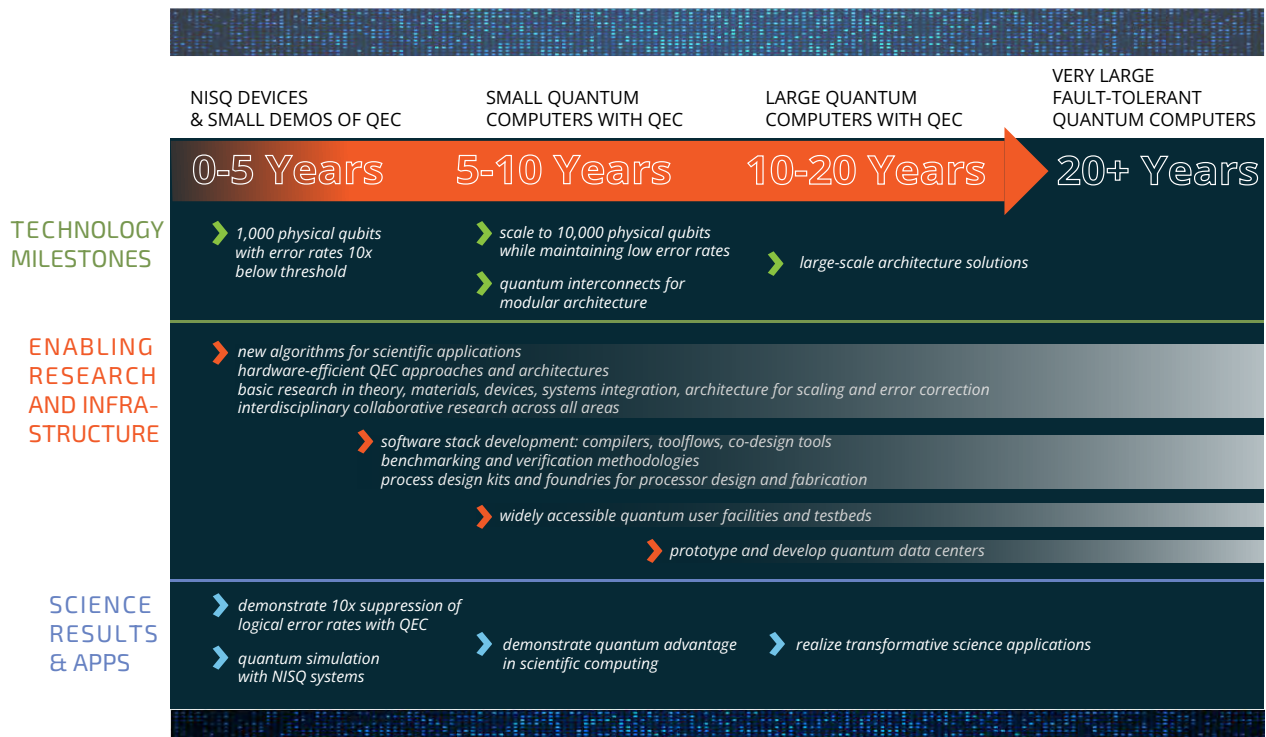 NISQ DEVICES
& SMALL DEMOS OF QEC
SMALL QUANTUM
COMPUTERS WITH QEC
LARGE QUANTUM
COMPUTERS WITH QEC
VERY LARGE
FAULT-TOLERANT
QUANTUM COMPUTERS
0-5 Years
5-10 Years
10-20 Years
20+ Years
TECHNOLOGY
MILESTONES
1,000 physical qubits
with error rates 10x
below threshold
scale to 10,000 physical qubits
while maintaining low error rates
quantum interconnects for
modular architecture
large-scale architecture solutions
ENABLING
RESEARCH
AND INFRA-
STRUCTURE
new algorithms for scientific applications
hardware-efficient QEC approaches and architectures
basic research in theory, materials, devices, systems integration, architecture for scaling and error correction
interdisciplinary collaborative research across all areas
software stack development: compilers, toolflows, co-design tools
benchmarking and verification methodologies
process design kits and foundries for processor design and fabrication
widely accessible quantum user facilities and testbeds
prototype and develop quantum data centers
SCIENCE
RESULTS
& APPS
demonstrate 10x suppression of
logical error rates with QEC
quantum simulation
with NISQ systems
demonstrate quantum advantage
in scientific computing
realize transformative science applications